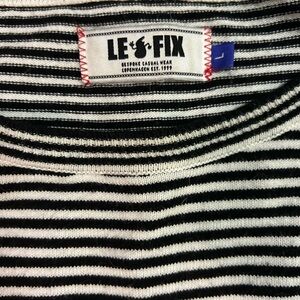 LE FIX
BESPOKE CASUAL WEAR
COPENHAGEN EST. 1999
L